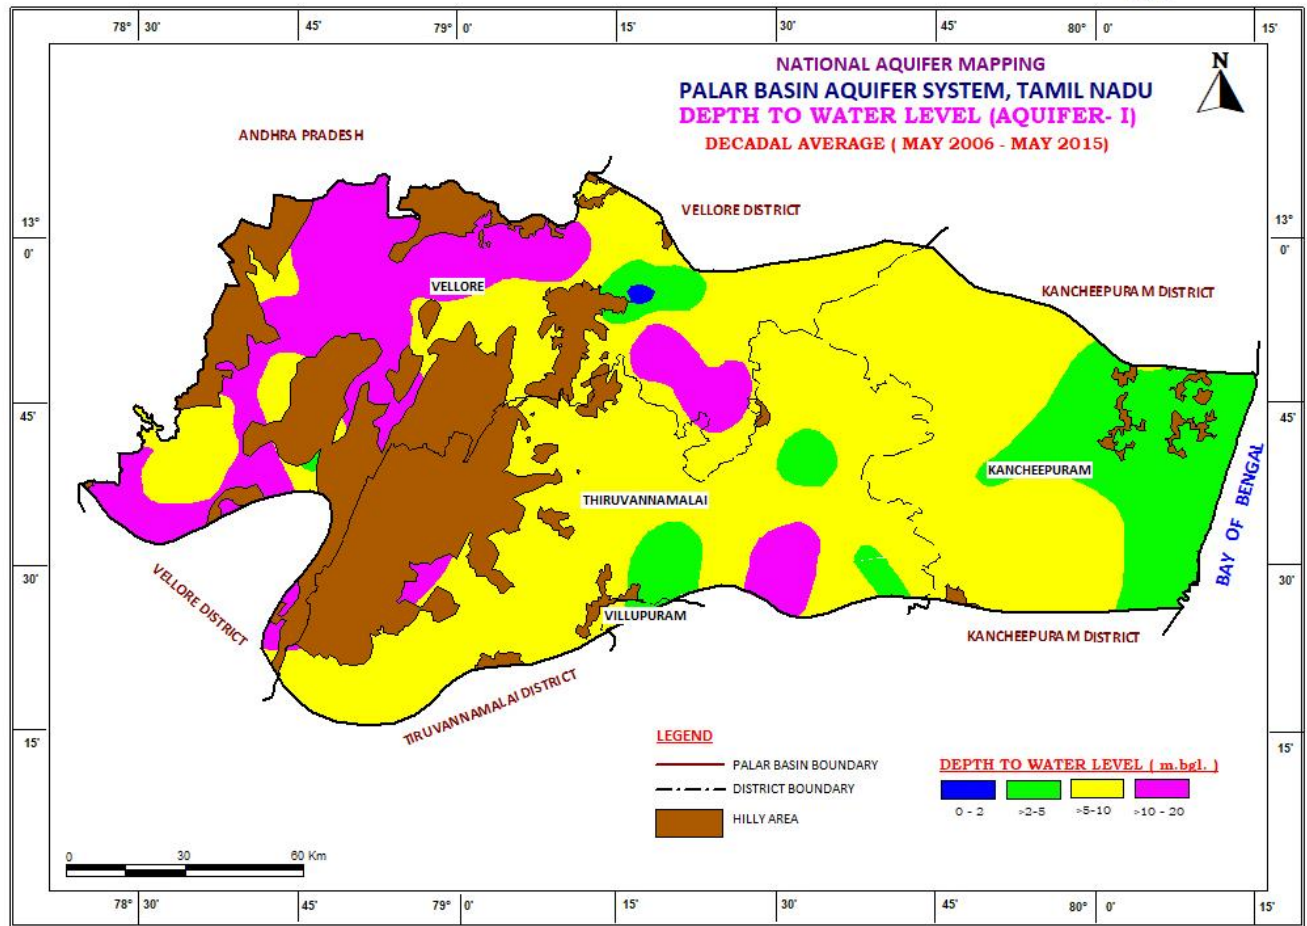 78° 30' 45' 79° 0' 15' 30' 45' 80° 0' 15'
NATIONAL AQUIFER MAPPING
PALAR BASIN AQUIFER SYSTEM, TAMIL NADU
DEPTH TO WATER LEVEL (AQUIFER- I)
DECADAL AVERAGE ( MAY 2006 - MAY 2015)
N
ANDHRA PRADESH
VELLORE DISTRICT
13° 13°
0' 0'
VELLORE
KANCHEEPURAM DISTRICT
45' 45'
KANCHEEPURAM
BAY OF BENGAL
THIRUVANNAMALAI
30' 30'
VELLORE DISTRICT
VILLUPURAM
KANCHEEPURAM DISTRICT
TIRUVANNAMALAI DISTRICT
15' 15'
LEGEND
PALAR BASIN BOUNDARY
DISTRICT BOUNDARY
HILLY AREA
DEPTH TO WATER LEVEL ( m.bgl. )
0 - 2 >2-5 >5-10 >10 - 20
0 30 60 Km
78° 30' 45' 79° 0' 15' 30' 45' 80° 0' 15'